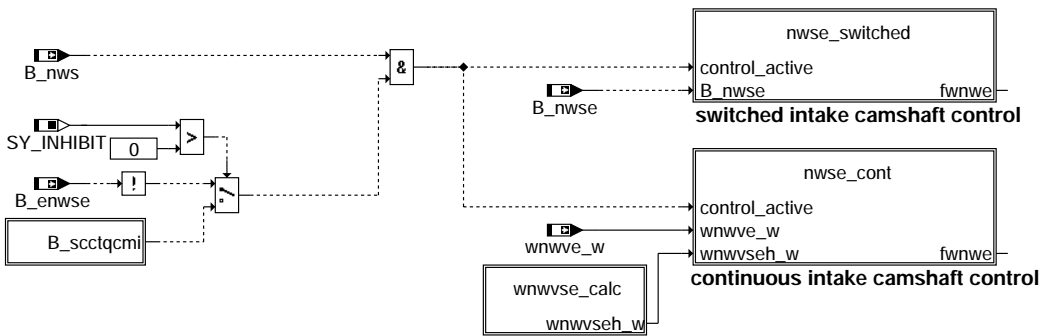 nwse_switched
B_nws
&
control_active
B_nwse
fwnwe
B_nwse
switched intake camshaft control
SY_INHIBIT
>
0
nwse_cont
B_enwse
!
control_active
B_scctqcmi
wnwve_w
wnwvseh_w
fwnwe
continuous intake camshaft control
wnwvse_calc
wnwvseh_w